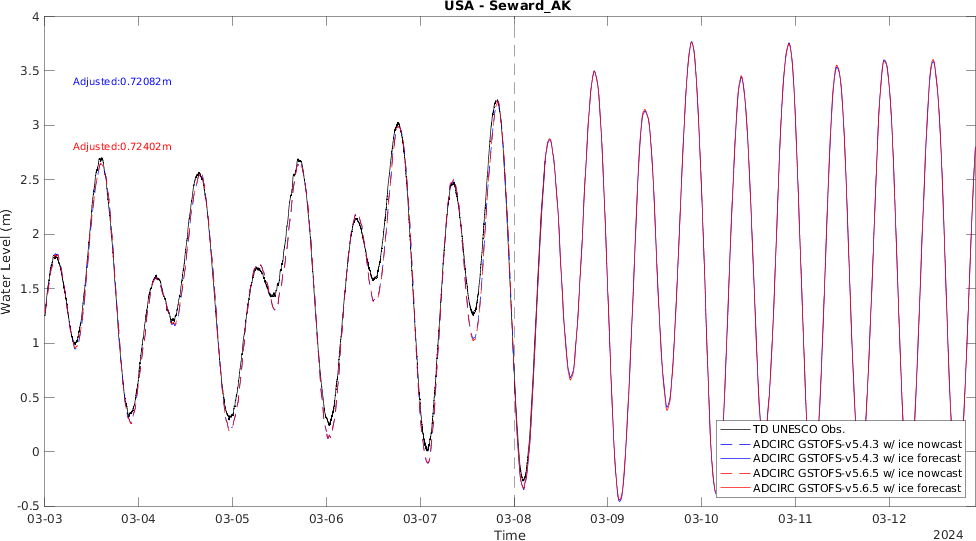 USA - Seward_AK
4
3.5
3
2.5
2
1.5
1
0.5
0
-0.5
Water Level (m)
Adjusted:0.72082m
Adjusted:0.72402m
TD UNESCO Obs.
ADCIRC GSTOFS-v5.4.3 w/ ice nowcast
ADCIRC GSTOFS-v5.4.3 w/ ice forecast
ADCIRC GSTOFS-v5.6.5 w/ ice nowcast
ADCIRC GSTOFS-v5.6.5 w/ ice forecast
03-03 03-04 03-05 03-06 03-07 03-08 03-09 03-10 03-11 03-12
Time
2024